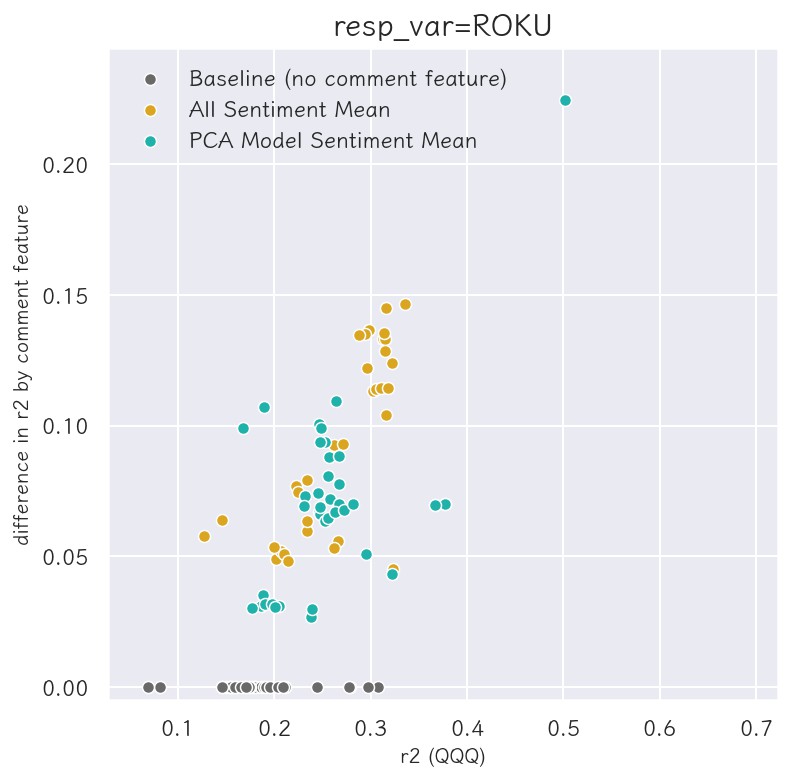 resp_var=ROKU
Baseline (no comment feature)
All Sentiment Mean
PCA Model Sentiment Mean
difference in r2 by comment feature
0.20
0.15
0.10
0.05
0.00
0.1 0.2 0.3 0.4 0.5 0.6 0.7
r2 (QQQ)